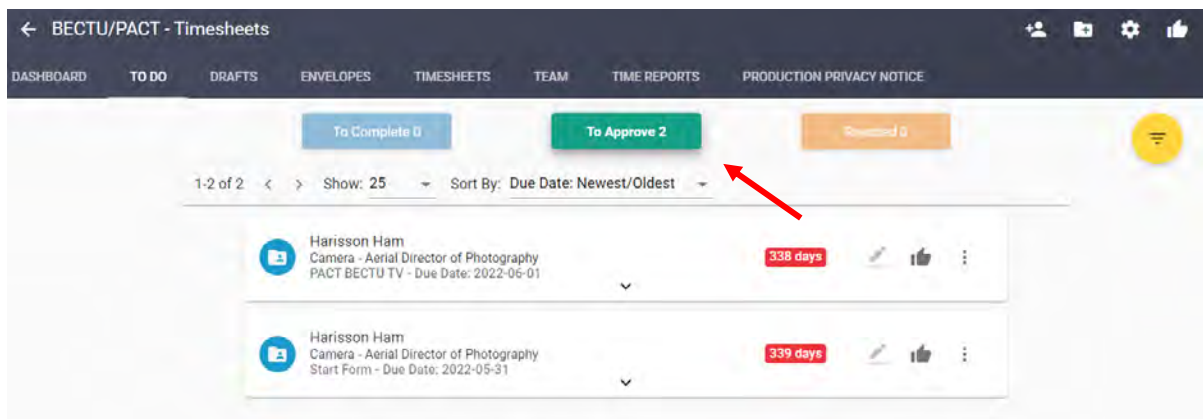 BECTU/PACT - Timesheets
DASHBOARD TO DO DRAFTS ENVELOPES TIMESHEETS TEAM TIME REPORTS PRODUCTION PRIVACY NOTICE
To Complete 0 To Approve 2 Revoked 0
1-2 of 2 < > Show: 25 Sort By: Due Date: Newest/Oldest
Harisson Ham
Camera - Aerial Director of Photography
PACT BECTU TV - Due Date: 2022-06-01
338 days
Harisson Ham
Camera - Aerial Director of Photography
Start Form - Due Date: 2022-05-31
339 days